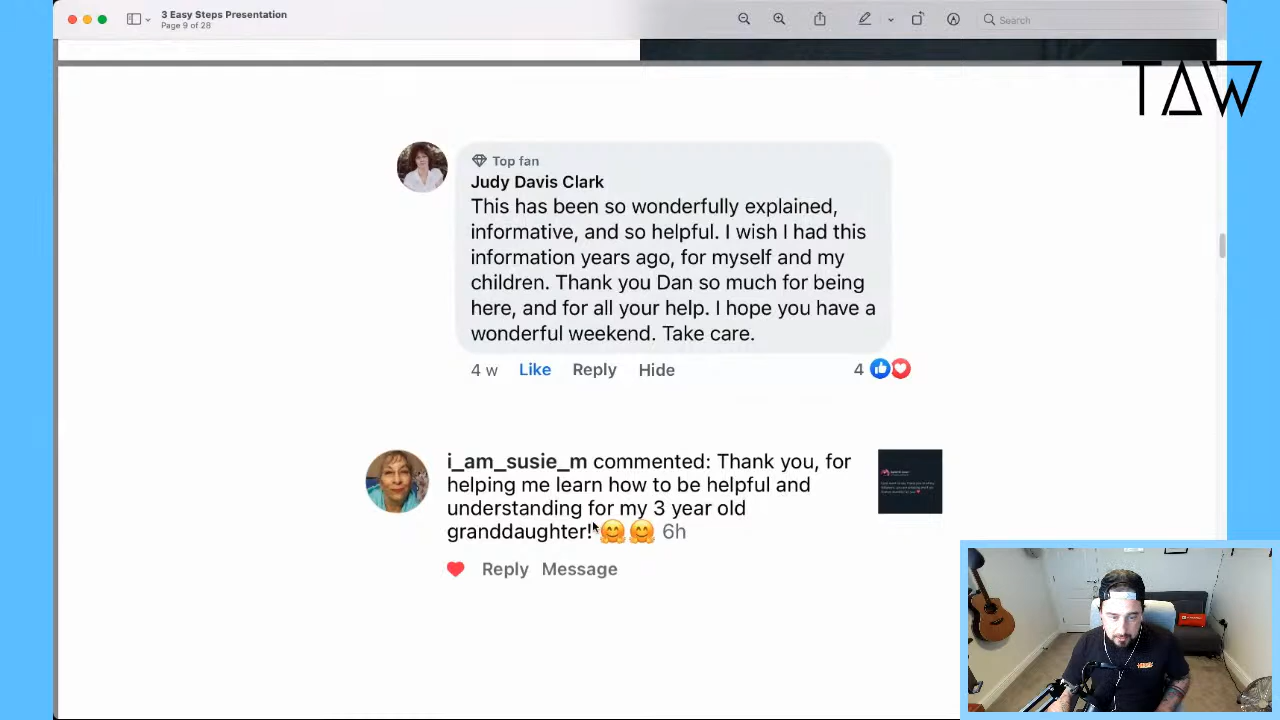 3 Easy Steps Presentation
Page 9 of 28
Search
TAW
Top fan
Judy Davis Clark
This has been so wonderfully explained,
informative, and so helpful. I wish I had this
information years ago, for myself and my
children. Thank you Dan so much for being
here, and for all your help. I hope you have a
wonderful weekend. Take care.
4 w Like Reply Hide 4
i_am_susie_m commented: Thank you, for
helping me learn how to be helpful and
understanding for my 3 year old
granddaughter!🤗🤗 6h
Reply Message